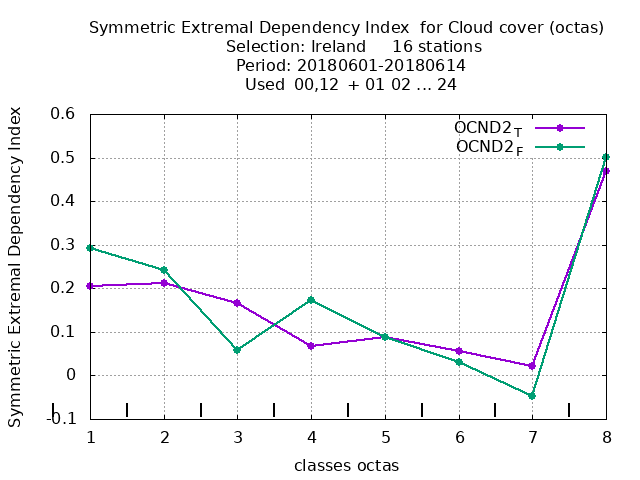 Symmetric Extremal Dependency Index for Cloud cover (octas)
Selection: Ireland 16 stations
Period: 20180601-20180614
Used 00,12 + 01 02 ... 24
Symmetric Extremal Dependency Index
0.6
0.5
0.4
0.3
0.2
0.1
0
-0.1
OCND2T
OCND2F
1 2 3 4 5 6 7 8
classes octas